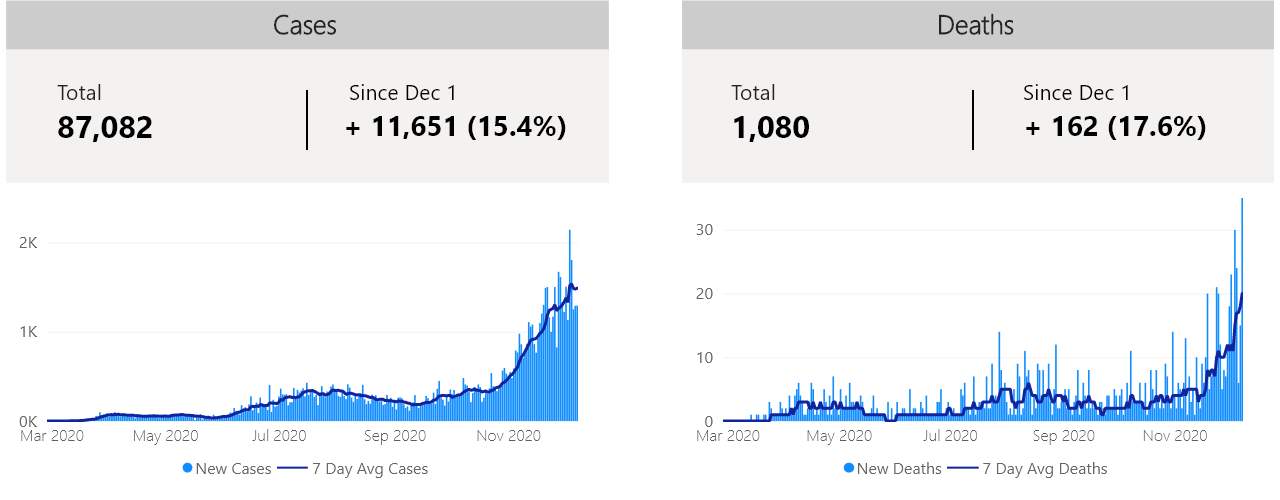 Cases
Total
87,082
Since Dec 1
+ 11,651 (15.4%)
2K
1K
0K
Mar 2020 May 2020 Jul 2020 Sep 2020 Nov 2020
New Cases 7 Day Avg Cases
Deaths
Total
1,080
Since Dec 1
+ 162 (17.6%)
30
20
10
0
Mar 2020 May 2020 Jul 2020 Sep 2020 Nov 2020
New Deaths 7 Day Avg Deaths